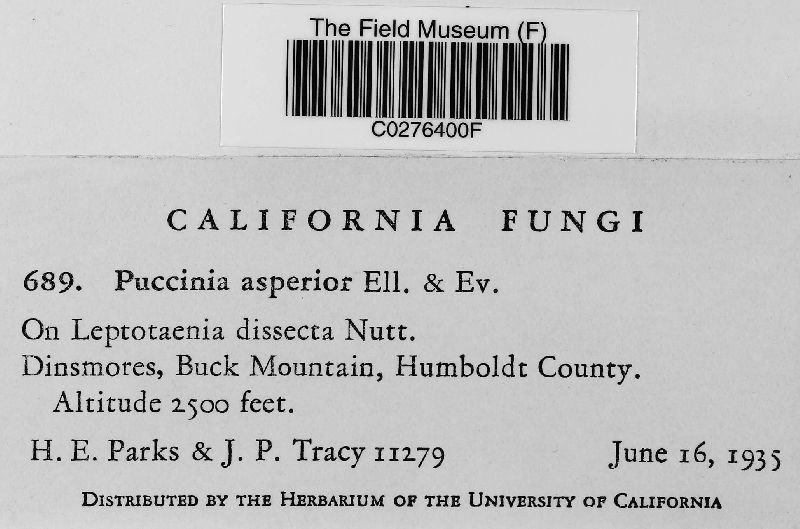 The Field Museum (F)
C0276400F
CALIFORNIA FUNGI
689. Puccinia asperior Ell. & Ev.
On Leptotaenia dissecta Nutt.
Dinsmores, Buck Mountain, Humboldt County.
Altitude 2500 feet.
H. E. Parks & J. P. Tracy 11279 June 16, 1935
DISTRIBUTED BY THE HERBARIUM OF THE UNIVERSITY OF CALIFORNIA